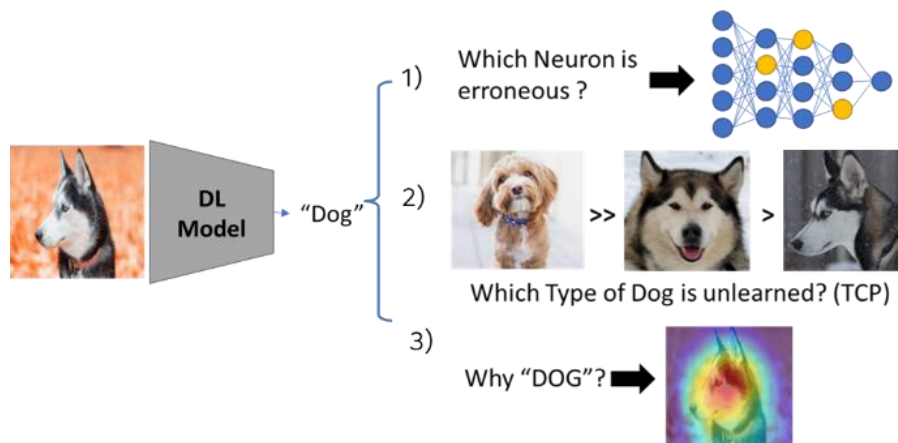 1)
Which Neuron is
erroneous ?
DL
Model
“Dog”
2)
>>
>
Which Type of Dog is unlearned? (TCP)
3)
Why “DOG”?